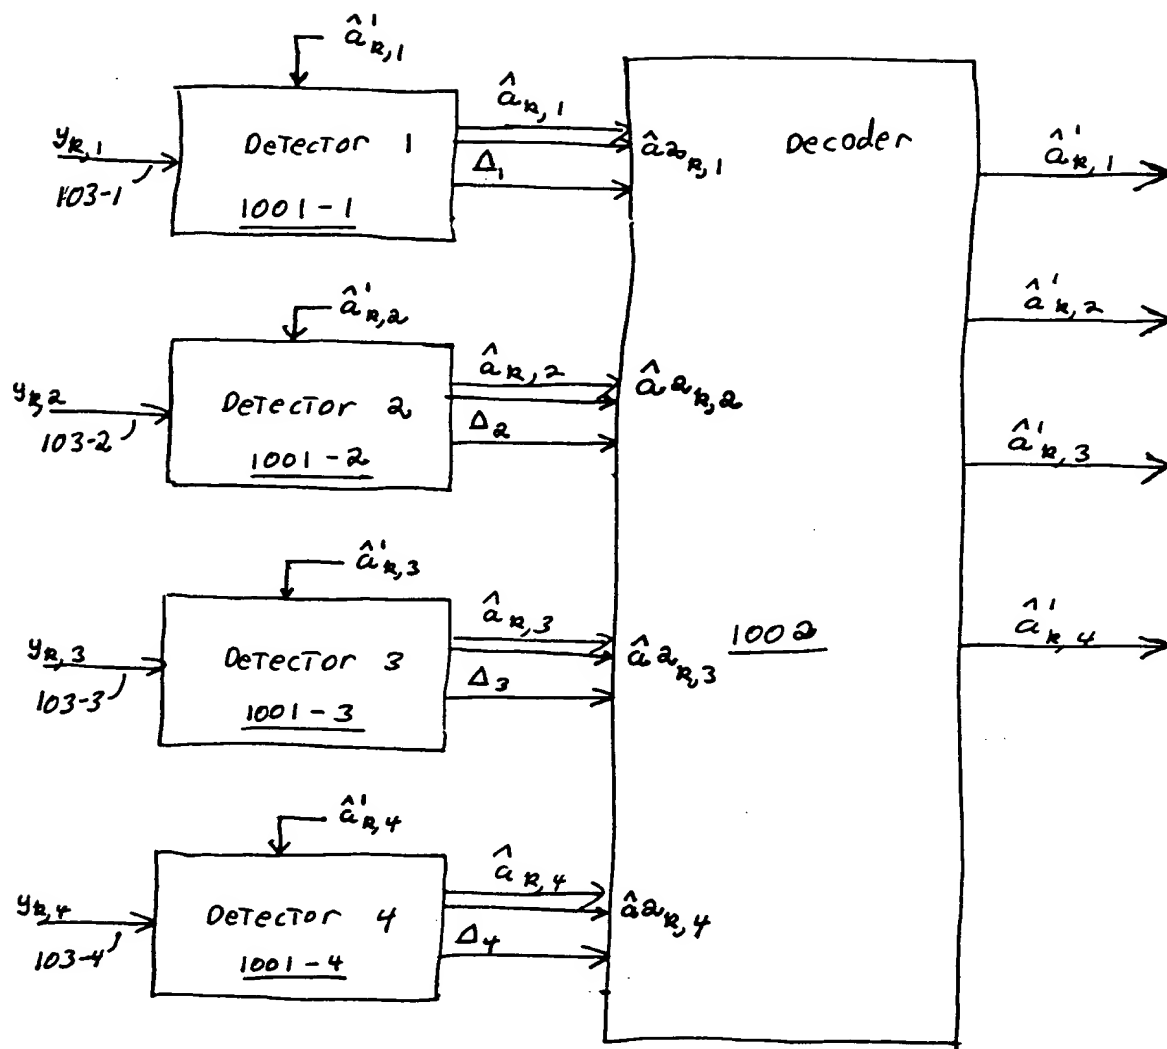 â'k,1
yk,1
103-1
Detector 1
1001-1
âk,1
Δ1
â2k,1
Decoder
â'k,1
â'k,2
yk,2
103-2
Detector 2
1001-2
âk,2
Δ2
â2k,2
â'k,2
â'k,3
â'k,3
yk,3
103-3
Detector 3
1001-3
âk,3
Δ3
â2k,3
1002
â'k,4
â'k,4
yk,4
103-4
Detector 4
1001-4
âk,4
Δ4
â2k,4